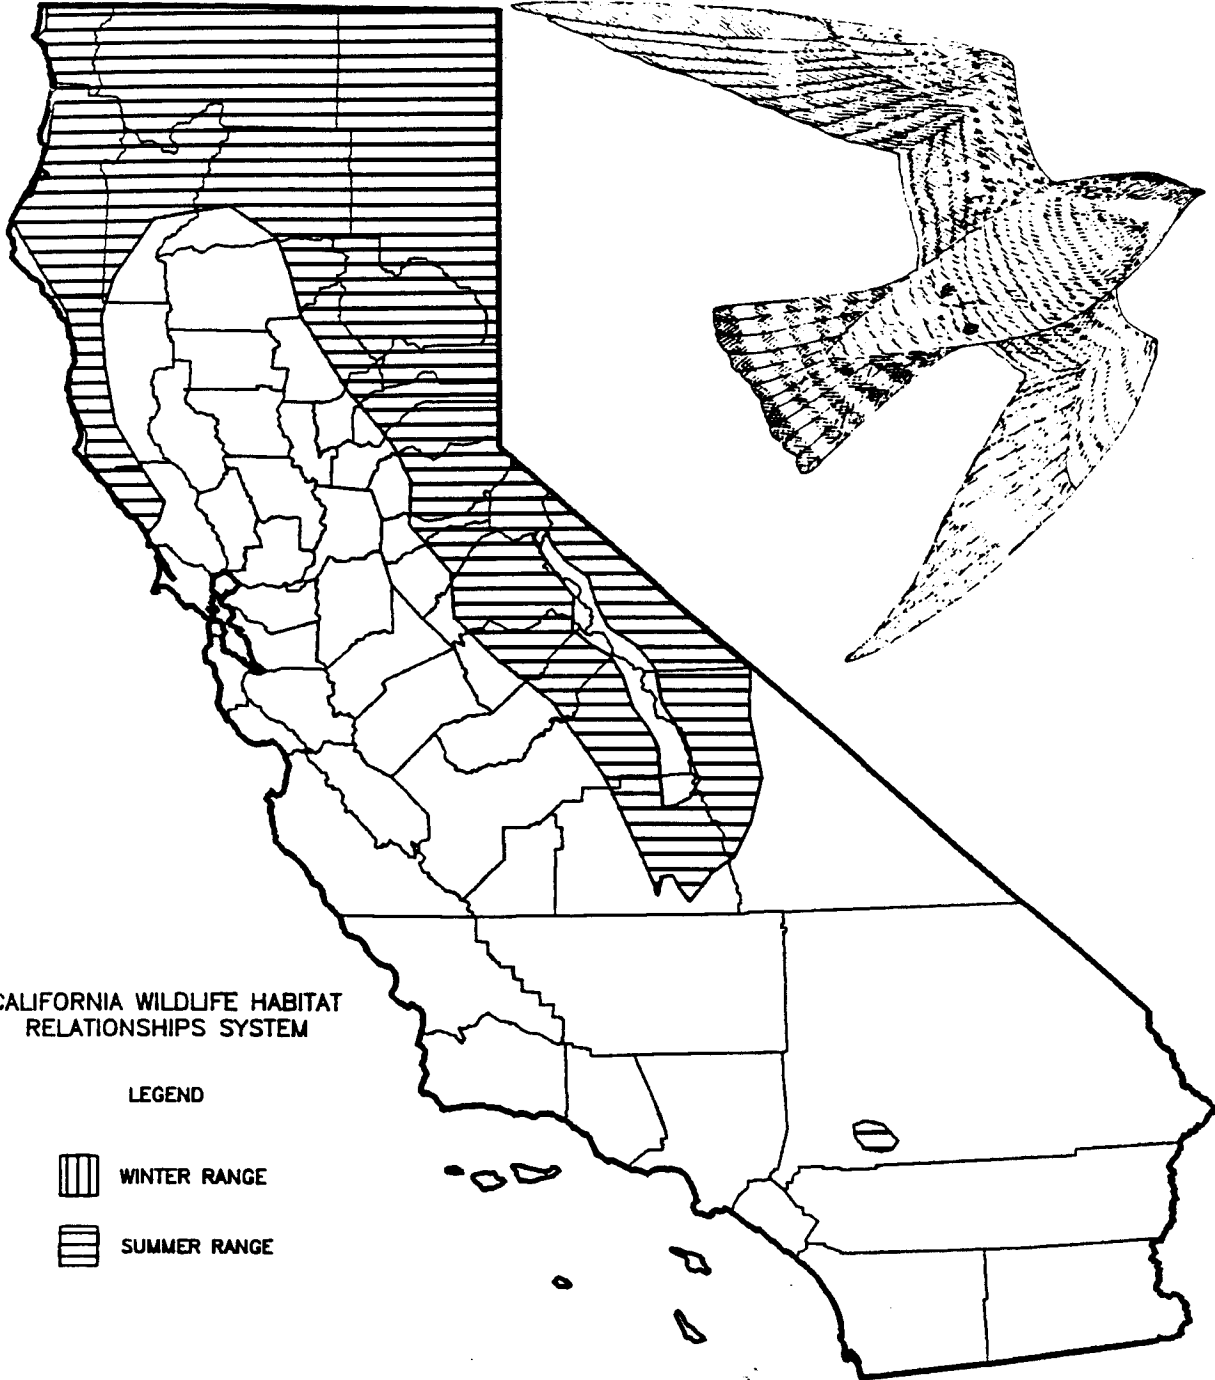 CALIFORNIA WILDLIFE HABITAT
RELATIONSHIPS SYSTEM
LEGEND
WINTER RANGE
SUMMER RANGE